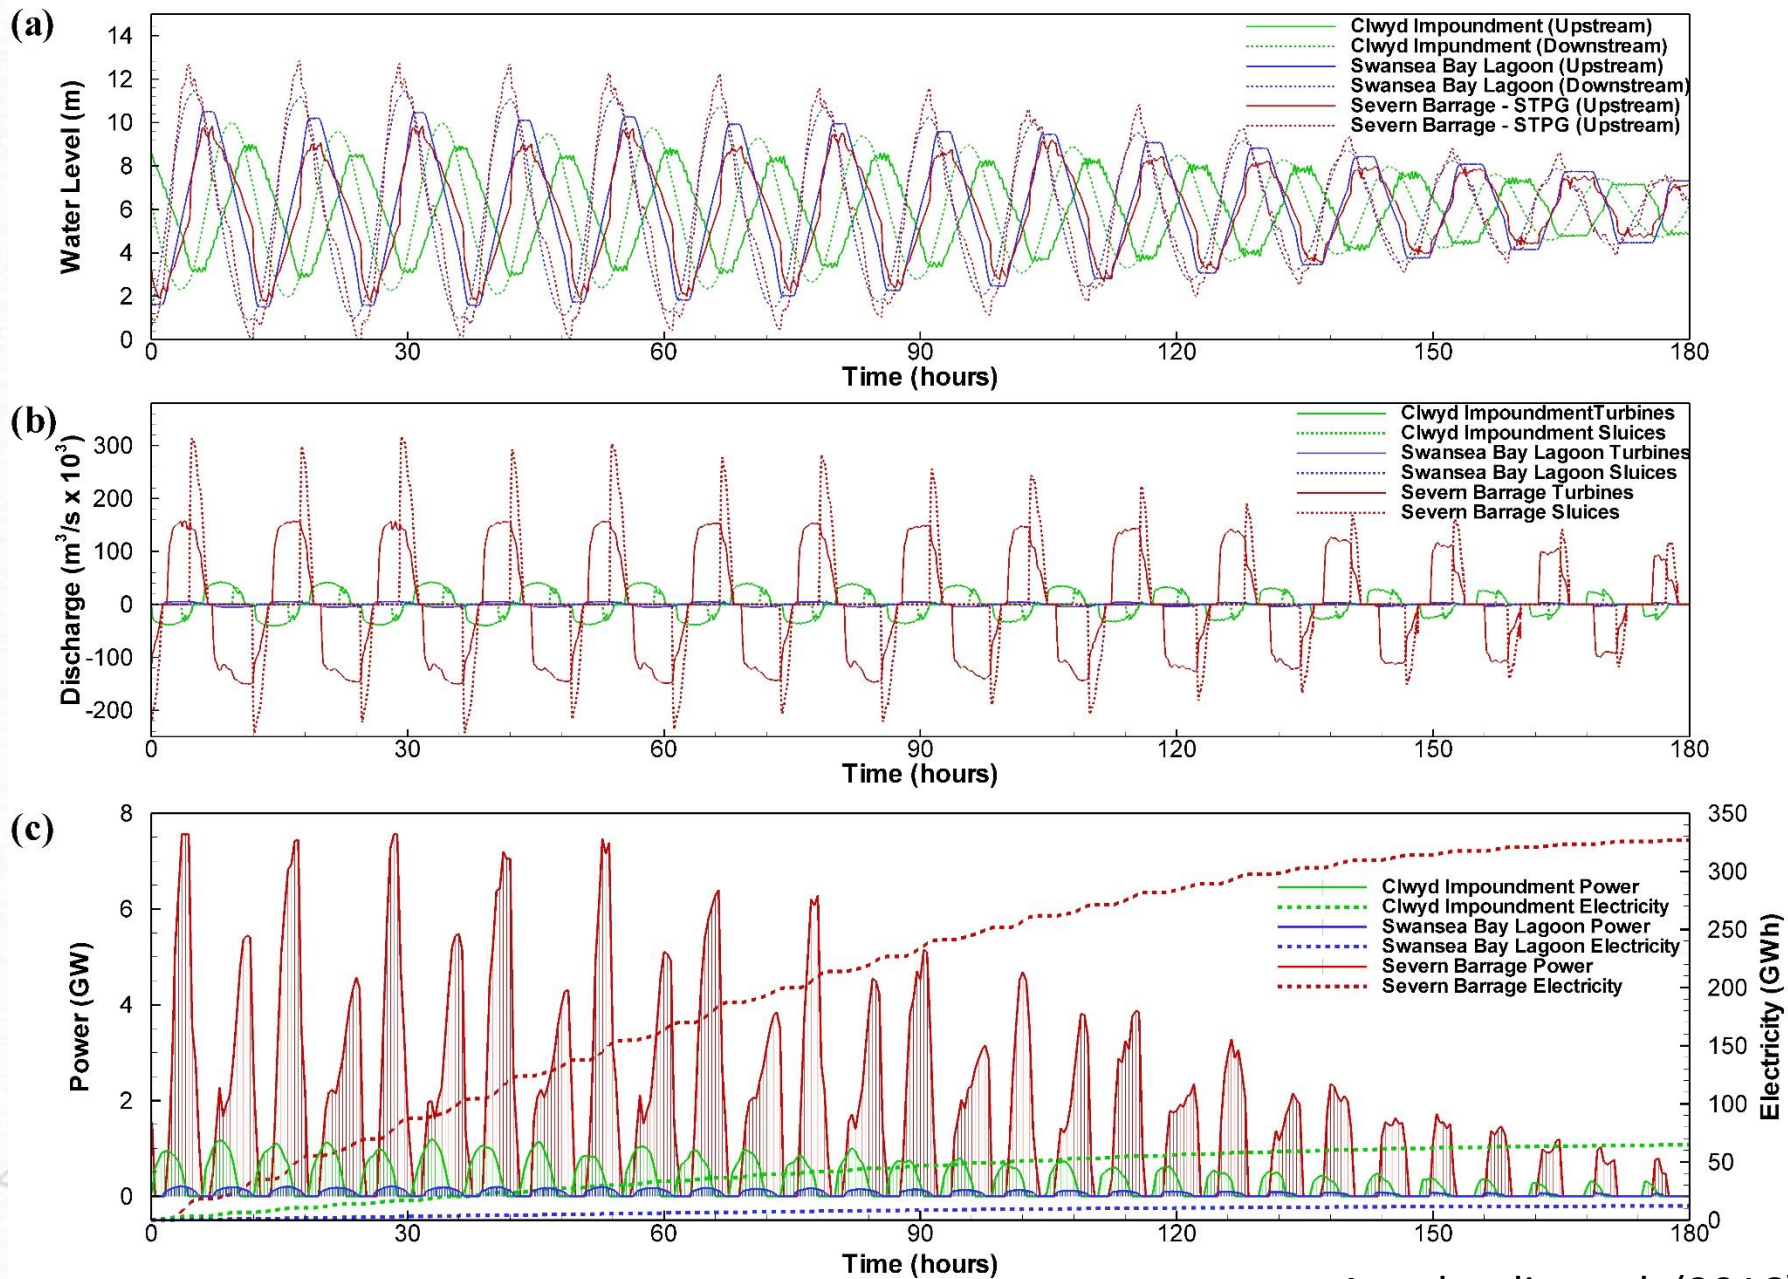 (a)
14
12
10
8
6
4
2
0
Water Level (m)
Clwyd Impoundment (Upstream)
Clwyd Impundment (Downstream)
Swansea Bay Lagoon (Upstream)
Swansea Bay Lagoon (Downstream)
Severn Barrage - STPG (Upstream)
Severn Barrage - STPG (Upstream)
0 30 60 90 120 150 180
Time (hours)
(b)
300
200
100
0
-100
-200
Discharge (m³/s x 10³)
Clwyd ImpoundmentTurbines
Clwyd Impoundment Sluices
Swansea Bay Lagoon Turbines
Swansea Bay Lagoon Sluices
Severn Barrage Turbines
Severn Barrage Sluices
0 30 60 90 120 150 180
Time (hours)
(c)
8
6
4
2
0
Power (GW)
Clwyd Impoundment Power
Clwyd Impoundment Electricity
Swansea Bay Lagoon Power
Swansea Bay Lagoon Electricity
Severn Barrage Power
Severn Barrage Electricity
350
300
250
200
150
100
50
0
Electricity (GWh)
0 30 60 90 120 150 180
Time (hours)